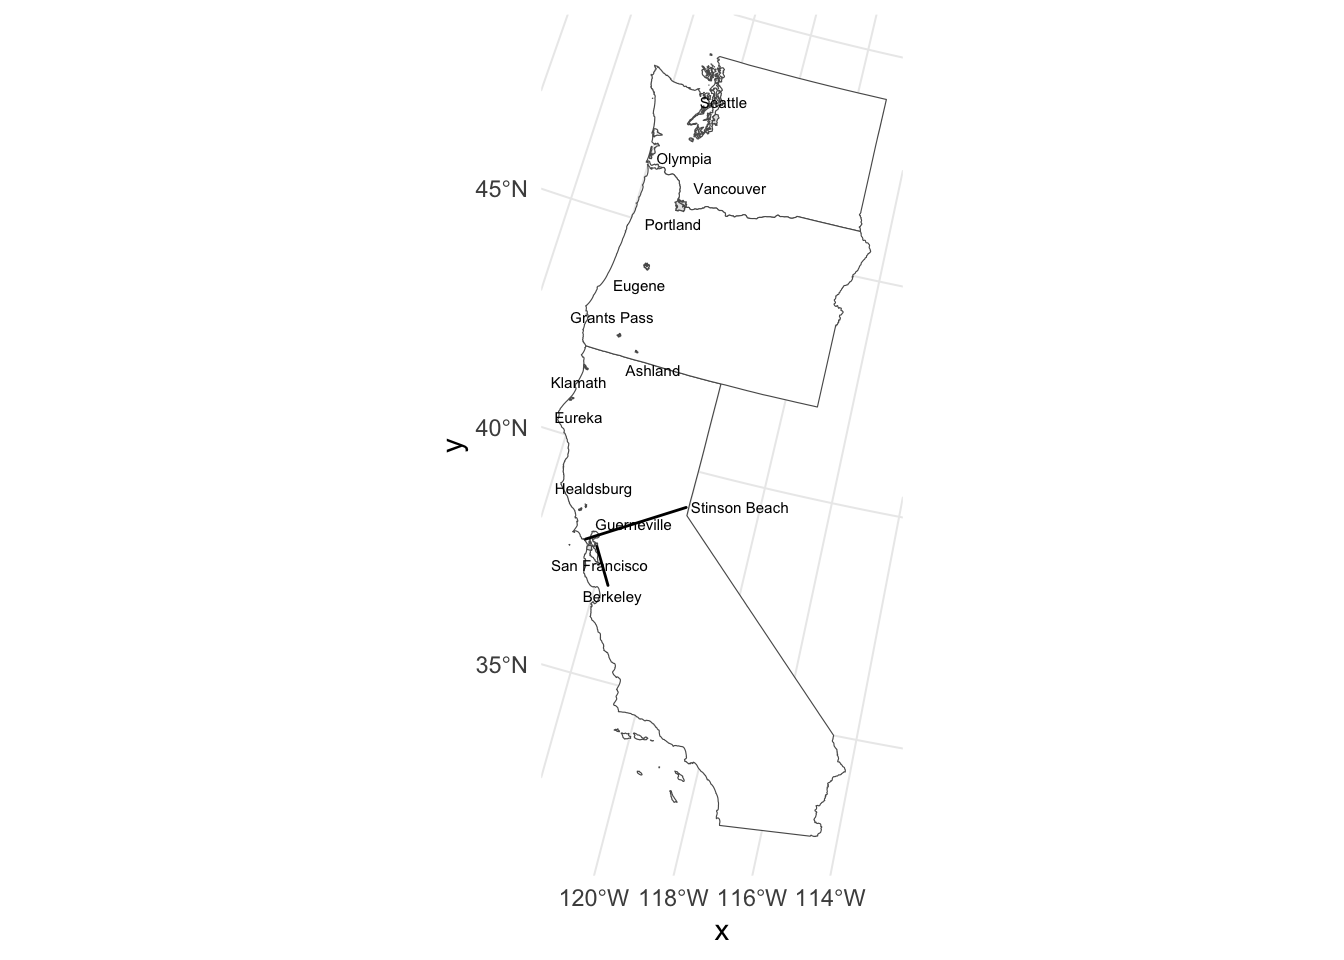 Seattle
Olympia
45°N
Vancouver
Portland
Eugene
Grants Pass
Ashland
Klamath
Eureka
40°N
y
Healdsburg
Stinson Beach
Guerneville
San Francisco
Berkeley
35°N
120°W 118°W 116°W 114°W
x